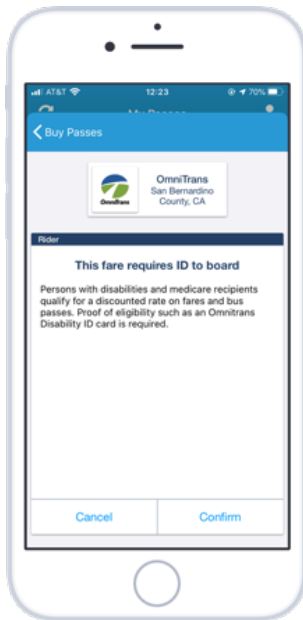 AT&T 12:23 70%
My Passes
Buy Passes
OmniTrans
OmniTrans
San Bernardino
County, CA
Rider
This fare requires ID to board
Persons with disabilities and medicare recipients
qualify for a discounted rate on fares and bus
passes. Proof of eligibility such as an Omnitrans
Disability ID card is required.
Cancel Confirm